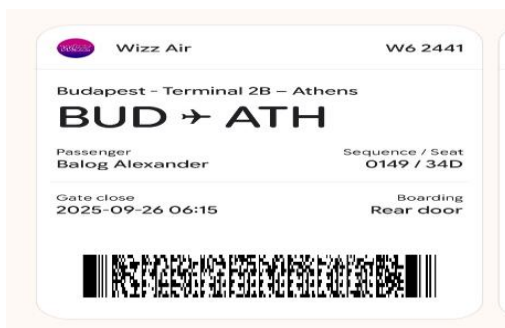 WIZZ Wizz Air W6 2441
Budapest - Terminal 2B – Athens
BUD ✈ ATH
Passenger Sequence / Seat
Balog Alexander 0149 / 34D
Gate close Boarding
2025-09-26 06:15 Rear door